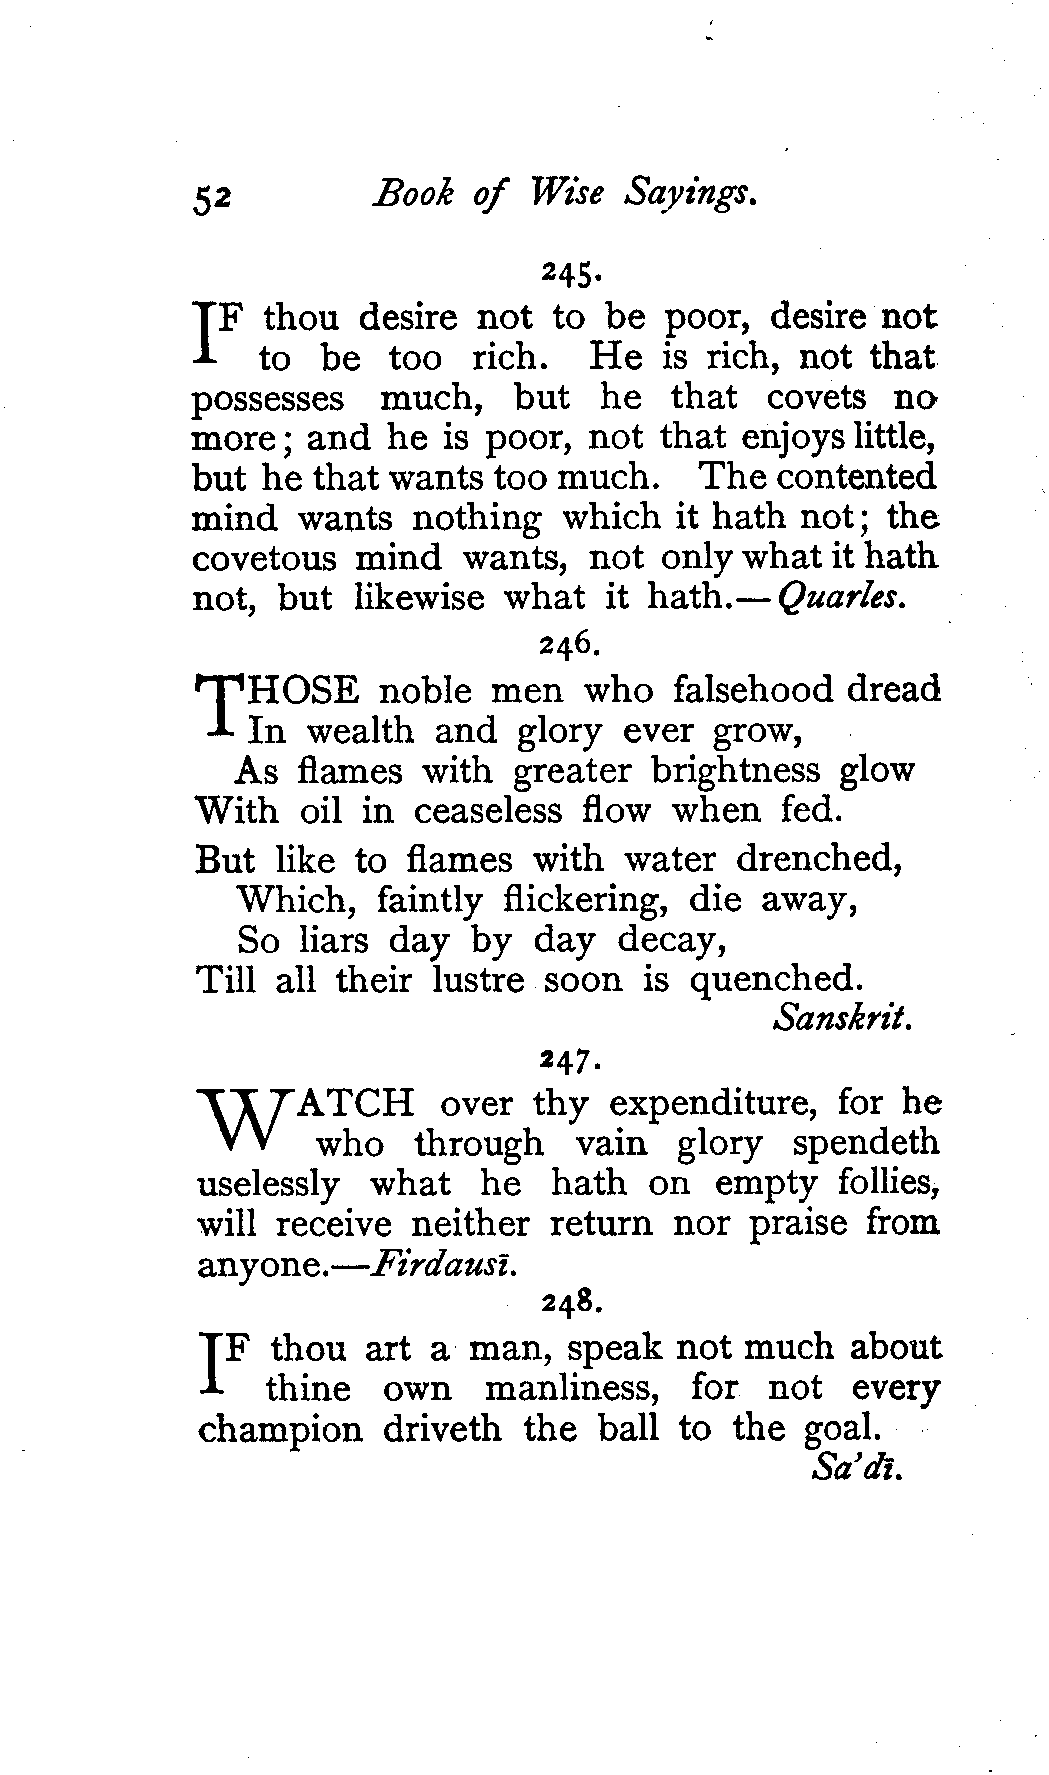 52 Book of Wise Sayings.
245.
IF thou desire not to be poor, desire not
to be too rich. He is rich, not that
possesses much, but he that covets no
more; and he is poor, not that enjoys little,
but he that wants too much. The contented
mind wants nothing which it hath not; the
covetous mind wants, not only what it hath
not, but likewise what it hath.—Quarles.
246.
THOSE noble men who falsehood dread
In wealth and glory ever grow,
As flames with greater brightness glow
With oil in ceaseless flow when fed.
But like to flames with water drenched,
Which, faintly flickering, die away,
So liars day by day decay,
Till all their lustre soon is quenched.
Sanskrit.
247.
WATCH over thy expenditure, for he
who through vain glory spendeth
uselessly what he hath on empty follies,
will receive neither return nor praise from
anyone.—Firdausī.
248.
IF thou art a man, speak not much about
thine own manliness, for not every
champion driveth the ball to the goal.
Sa'dī.